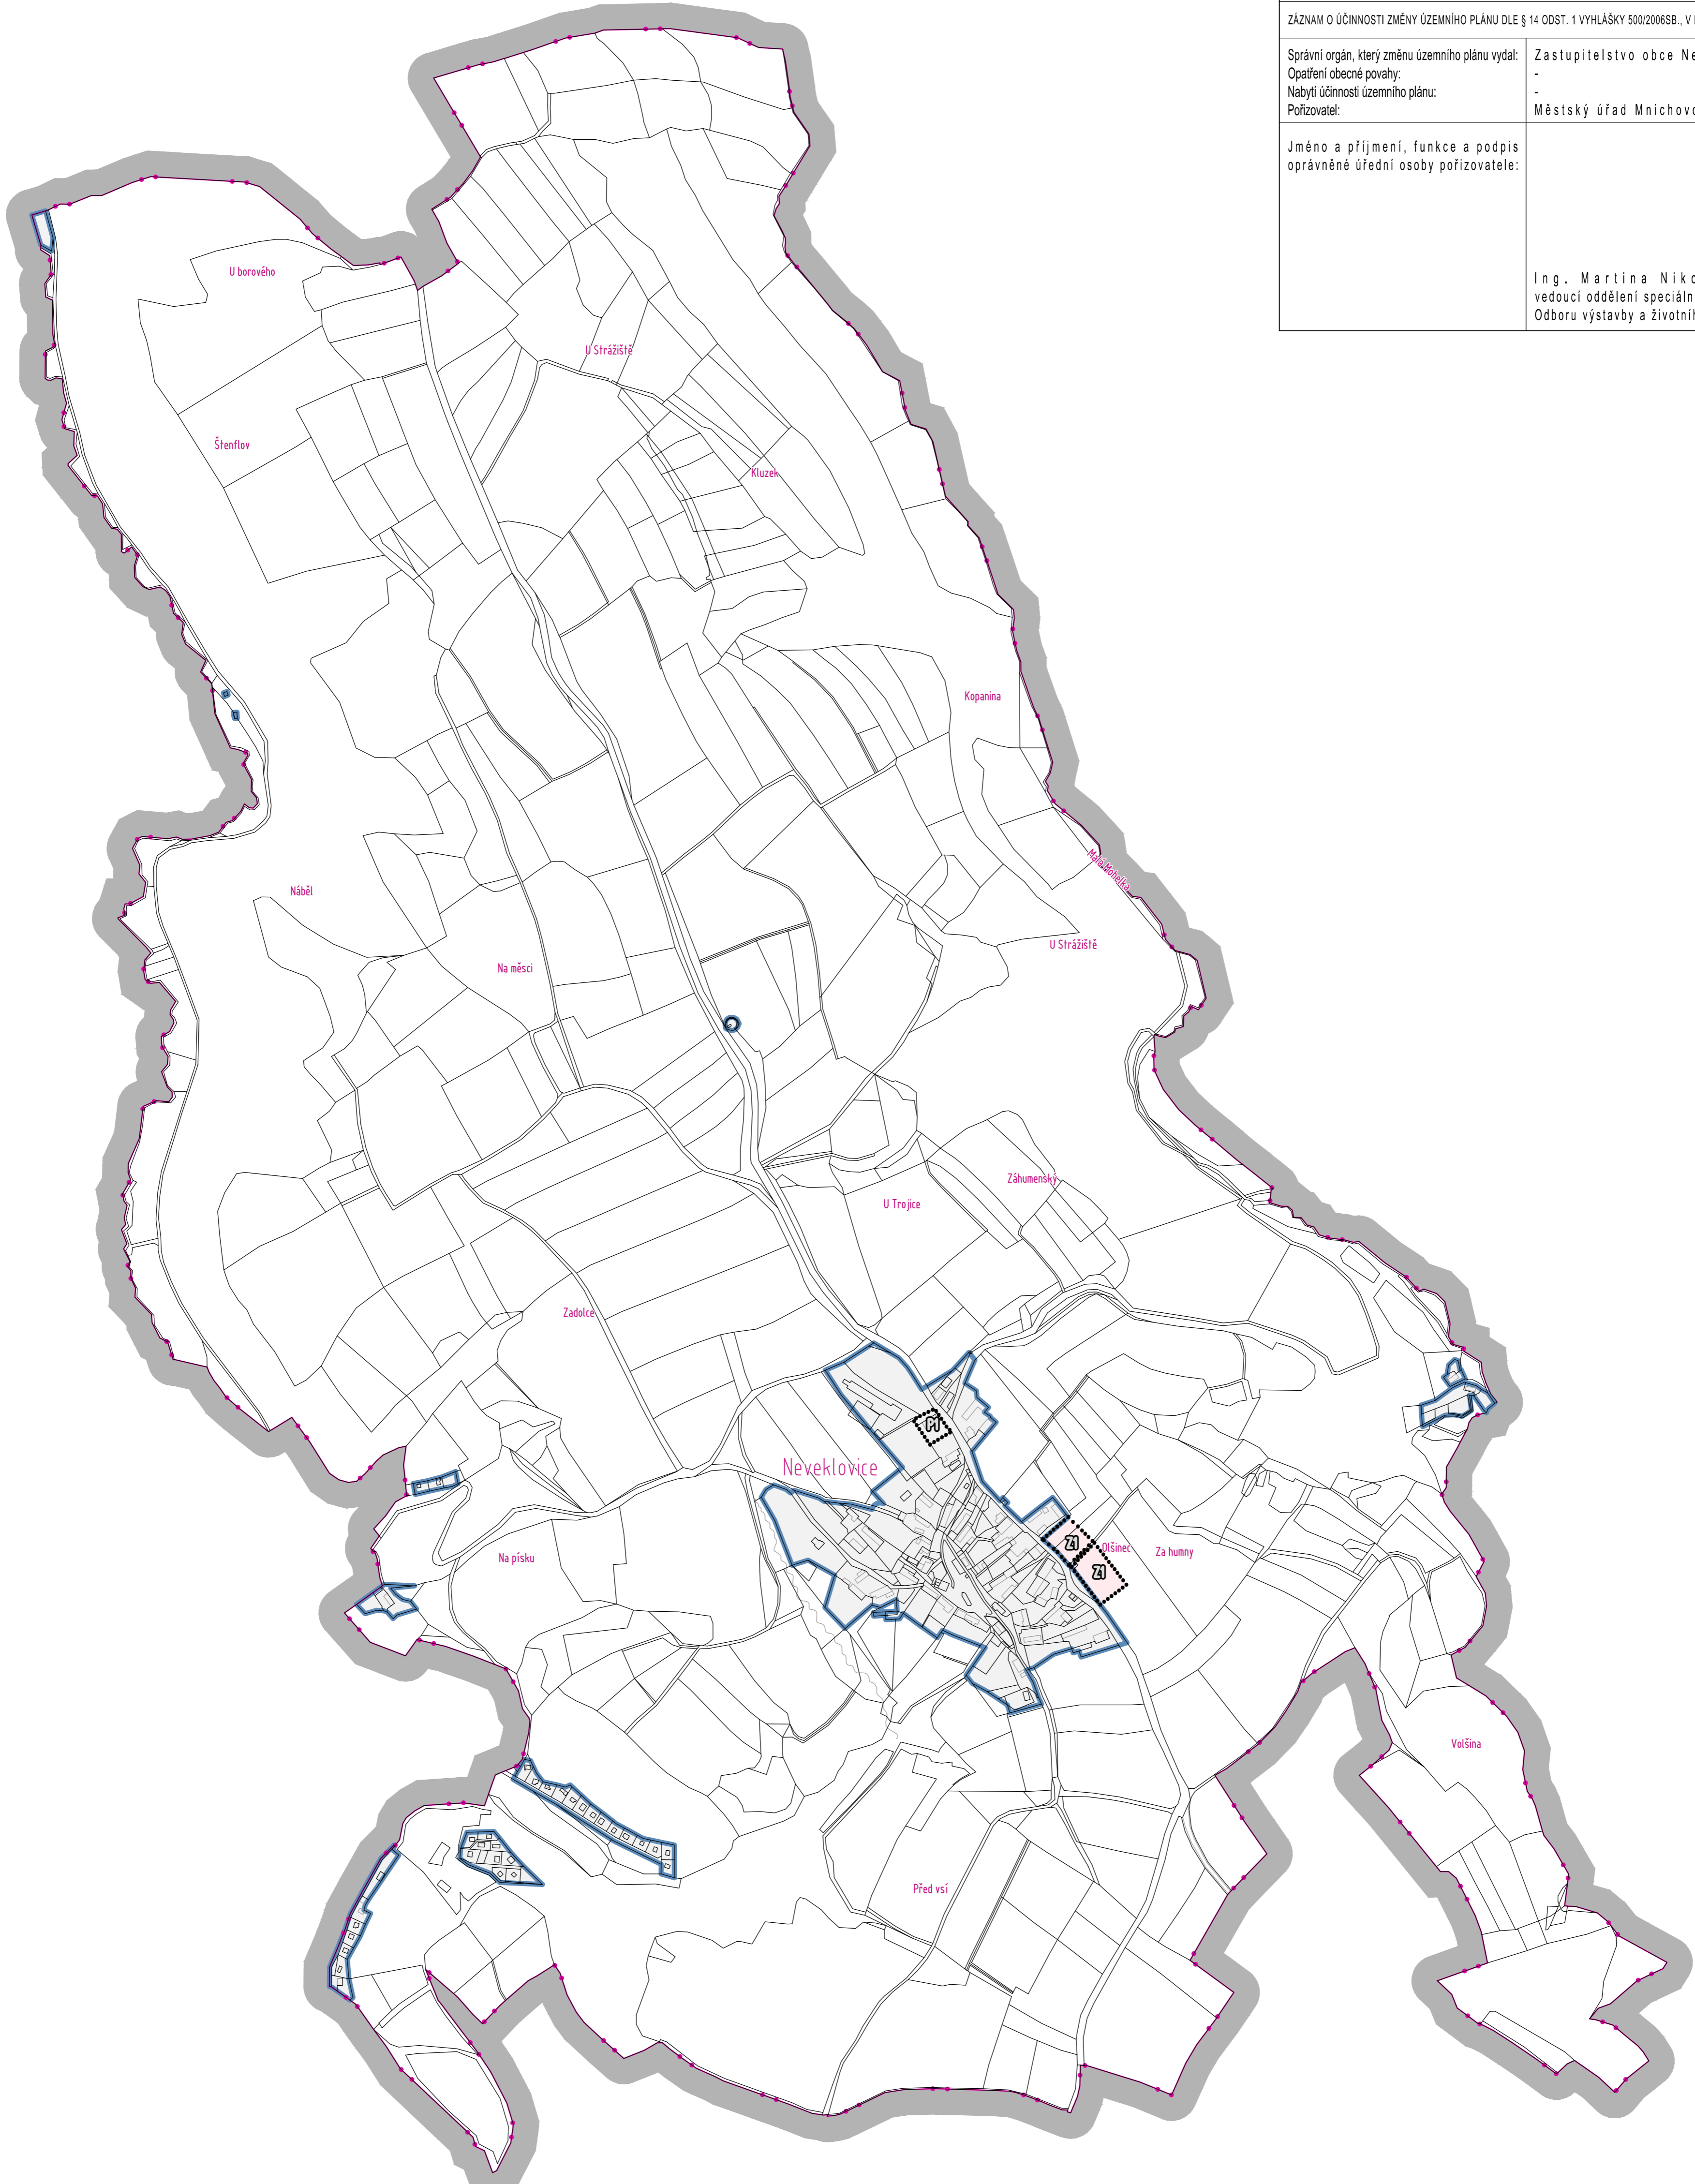 ZÁZNAM O ÚČINNOSTI ZMĚNY ÚZEMNÍHO PLÁNU DLE § 14 ODST. 1 VYHLÁŠKY 500/2006SB., V
Správní orgán, který změnu územního plánu vydal:
Zastupitelstvo obce Ne
Opatření obecné povahy:
-
Nabytí účinnosti územního plánu:
-
Pořizovatel:
Městský úřad Mnichovo
Jméno a příjmení, funkce a podpis
oprávněné úřední osoby pořizovatele:
Ing. Martina Niko
vedoucí oddělení speciáln
Odboru výstavby a životníh
U borového
U Strážiště
Štenflov
Kluzek
Kopanina
Malá Mohelka
Náběl
U Strážiště
Na měsci
Záhumenský
U Trojice
Zadolce
P1
Neveklovice
Z1
Olšinec
Za humny
Na písku
Z1
Volšina
Před vsí